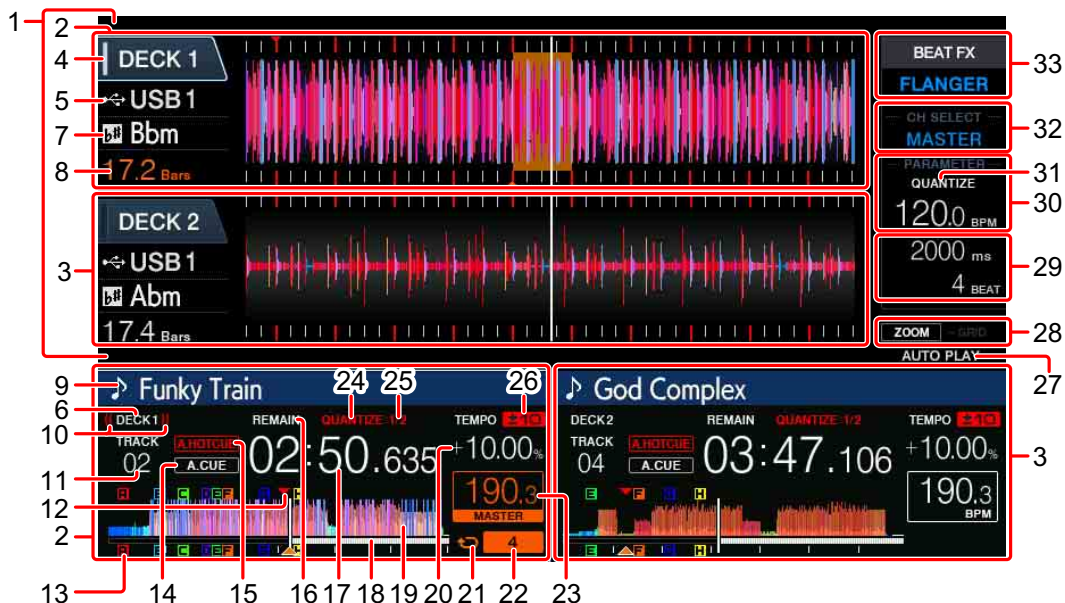 1
2
4 DECK 1 BEAT FX 33
5 USB 1 FLANGER
7 b# Bbm CH SELECT MASTER 32
8 17.2 Bars PARAMETER 31
QUANTIZE
120.0 BPM 30
DECK 2
3 USB 1 2000 ms 29
b# Abm 4 BEAT
17.4 Bars ZOOM GRID 28
AUTO PLAY 27
9 Funky Train 24 25 26 God Complex
6 DECK1 REMAIN QUANTIZE 1/2 TEMPO ±10 DECK2 REMAIN QUANTIZE 1/2 TEMPO ±10
10 TRACK A.HOTCUE 02:50.635 +10.00% TRACK 03:47.106 +10.00% 3
11 02 A.CUE 04 A.CUE
12 A B C D E F G H 190.3 E F G H 190.3
MASTER BPM
2
A B C D E F G H 4 E F G H
13 14 15 16 17 18 19 20 21 22 23